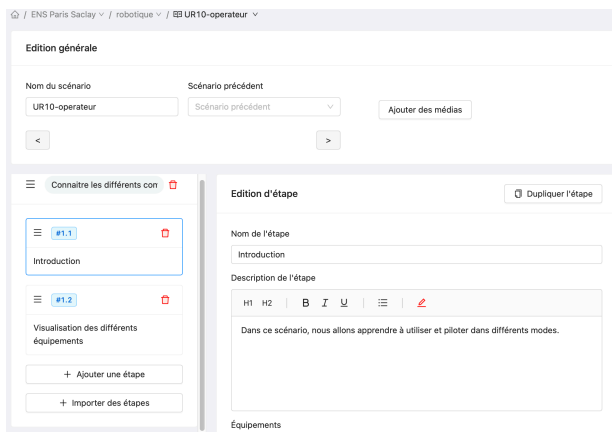 / ENS Paris Saclay / robotique / UR10-operateur
Edition générale
Nom du scénario Scénario précédent
UR10-operateur Scénario précédent Ajouter des médias
< >
Connaitre les différents con
#1.1
Introduction
#1.2
Visualisation des différents
équipements
+ Ajouter une étape
+ Importer des étapes
Edition d'étape Dupliquer l'étape
Nom de l'étape
Introduction
Description de l'étape
H1 H2 B I U
Dans ce scénario, nous allons apprendre à utiliser et piloter dans différents modes.
Équipements